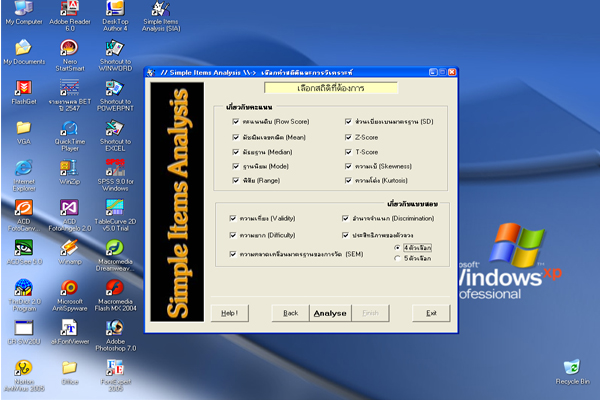 My Computer
Adobe Reader 6.0
DeskTop Author 4
Simple Items Analysis (SIA)
My Documents
Nero StartSmart
Shortcut to WINWORD
FlashGet
รายงานผล BET ปี 2547
Shortcut to POWERPNT
VGA
QuickTime Player
Shortcut to EXCEL
Internet Explorer
WinZip
SPSS 9.0 for Windows
ACD FotoCanv...
ACD FotoAngelo 2.0
TableCurve 2D v5.0 Trial
ACDSee 5.0
Winamp
Macromedia Dreamweav...
Program
Microsoft AntiSpyware
Macromedia Flash MX 2004
akFontViewer
Adobe Photoshop 7.0
Norton AntiVirus 2005
Office
FontExpert 2005
// Simple Items Analysis \\-> เลือกค่าสถิติและการวิเคราะห์
เลือกสถิติที่ต้องการ
Simple Items Analysis
เกี่ยวกับคะแนน
คะแนนดิบ (Row Score)
ส่วนเบี่ยงเบนมาตรฐาน (SD)
มัชฌิมเลขคณิต (Mean)
Z-Score
มัธยฐาน (Median)
T-Score
ฐานนิยม (Mode)
ความเบ้ (Skewness)
พิสัย (Range)
ความโด่ง (Kurtosis)
เกี่ยวกับแบบสอบ
ความเที่ยง (Validity)
อำนาจจำแนก (Discrimination)
ความยาก (Difficulty)
ประสิทธิภาพของตัวลวง
4 ตัวเลือก
ความคลาดเคลื่อนมาตรฐานของการวัด (SEM)
5 ตัวเลือก
Help !
Back
Analyse
Finish
Exit
Windows xp
Professional
Recycle Bin